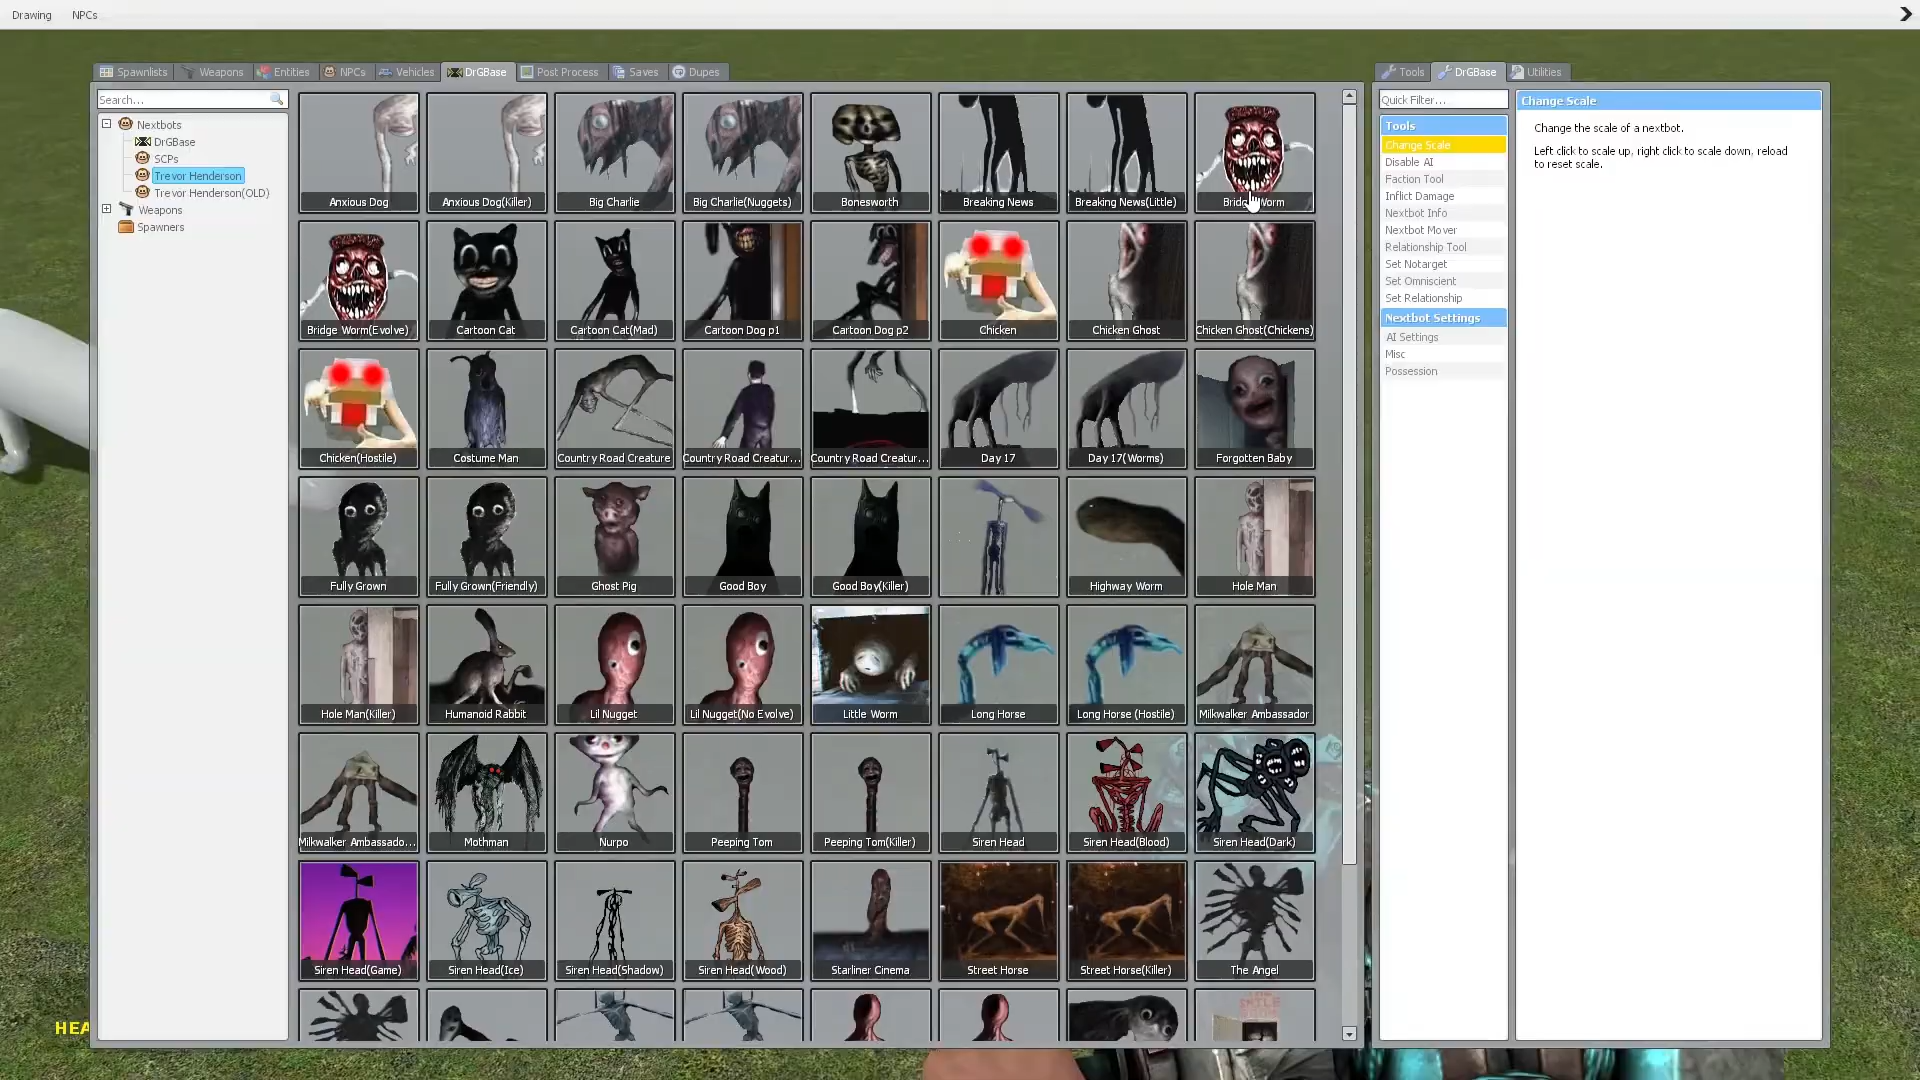 Drawing NPCs
Spawnlists Weapons Entities NPCs Vehicles DrGBase Post Process Saves Dupes
Tools DrGBase Utilities
Search...
Nextbots
DrGBase
SCPs
Trevor Henderson
Trevor Henderson(OLD)
Weapons
Spawners
Anxious Dog Anxious Dog(Killer) Big Charlie Big Charlie(Nuggets) Bonesworth Breaking News Breaking News(Little) Bridge Worm
Bridge Worm(Evolve) Cartoon Cat Cartoon Cat(Mad) Cartoon Dog p1 Cartoon Dog p2 Chicken Chicken Ghost Chicken Ghost(Chickens)
Chicken(Hostile) Costume Man Country Road Creature Country Road Creatur... Country Road Creatur... Day 17 Day 17(Worms) Forgotten Baby
Fully Grown Fully Grown(Friendly) Ghost Pig Good Boy Good Boy(Killer) Highway Worm Hole Man
Hole Man(Killer) Humanoid Rabbit Lil Nugget Lil Nugget(No Evolve) Little Worm Long Horse Long Horse (Hostile) Milkwalker Ambassador
Milkwalker Ambassado... Mothman Nurpo Peeping Tom Peeping Tom(Killer) Siren Head Siren Head(Blood) Siren Head(Dark)
Siren Head(Game) Siren Head(Ice) Siren Head(Shadow) Siren Head(Wood) Starliner Cinema Street Horse Street Horse(Killer) The Angel
Quick Filter...
Tools
Change Scale
Disable AI
Faction Tool
Inflict Damage
Nextbot Info
Nextbot Mover
Relationship Tool
Set Notarget
Set Omniscient
Set Relationship
Nextbot Settings
AI Settings
Misc
Possession
Change Scale
Change the scale of a nextbot.
Left click to scale up, right click to scale down, reload
to reset scale.
HEA